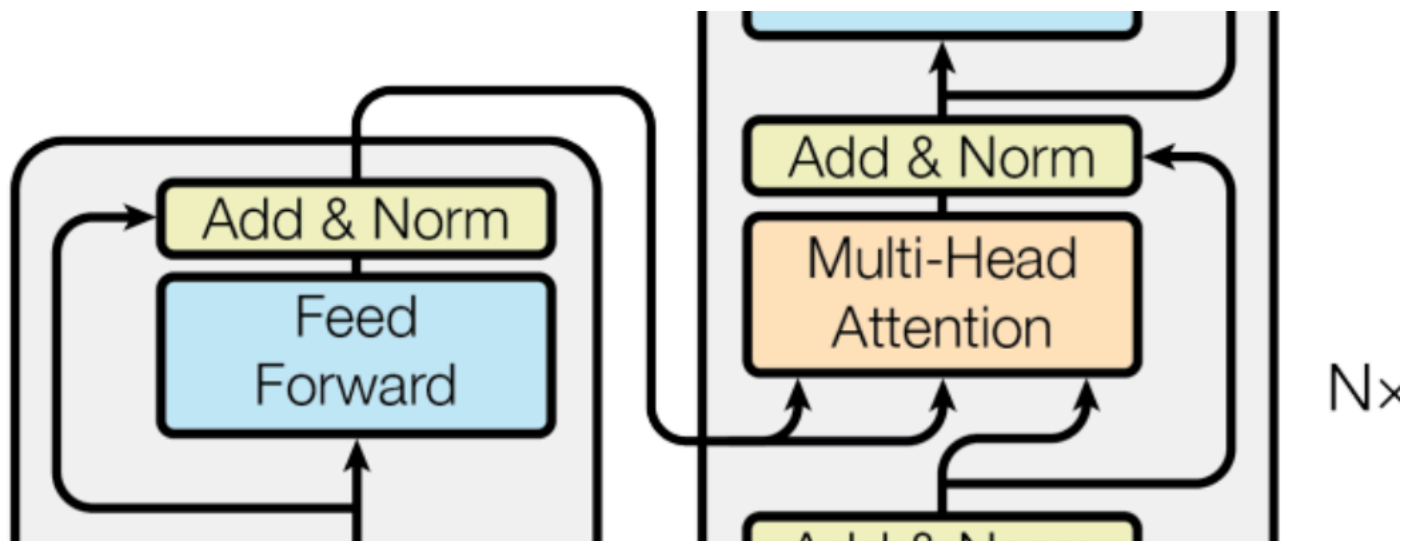 Add & Norm
Feed
Forward
Add & Norm
Multi-Head
Attention
N×